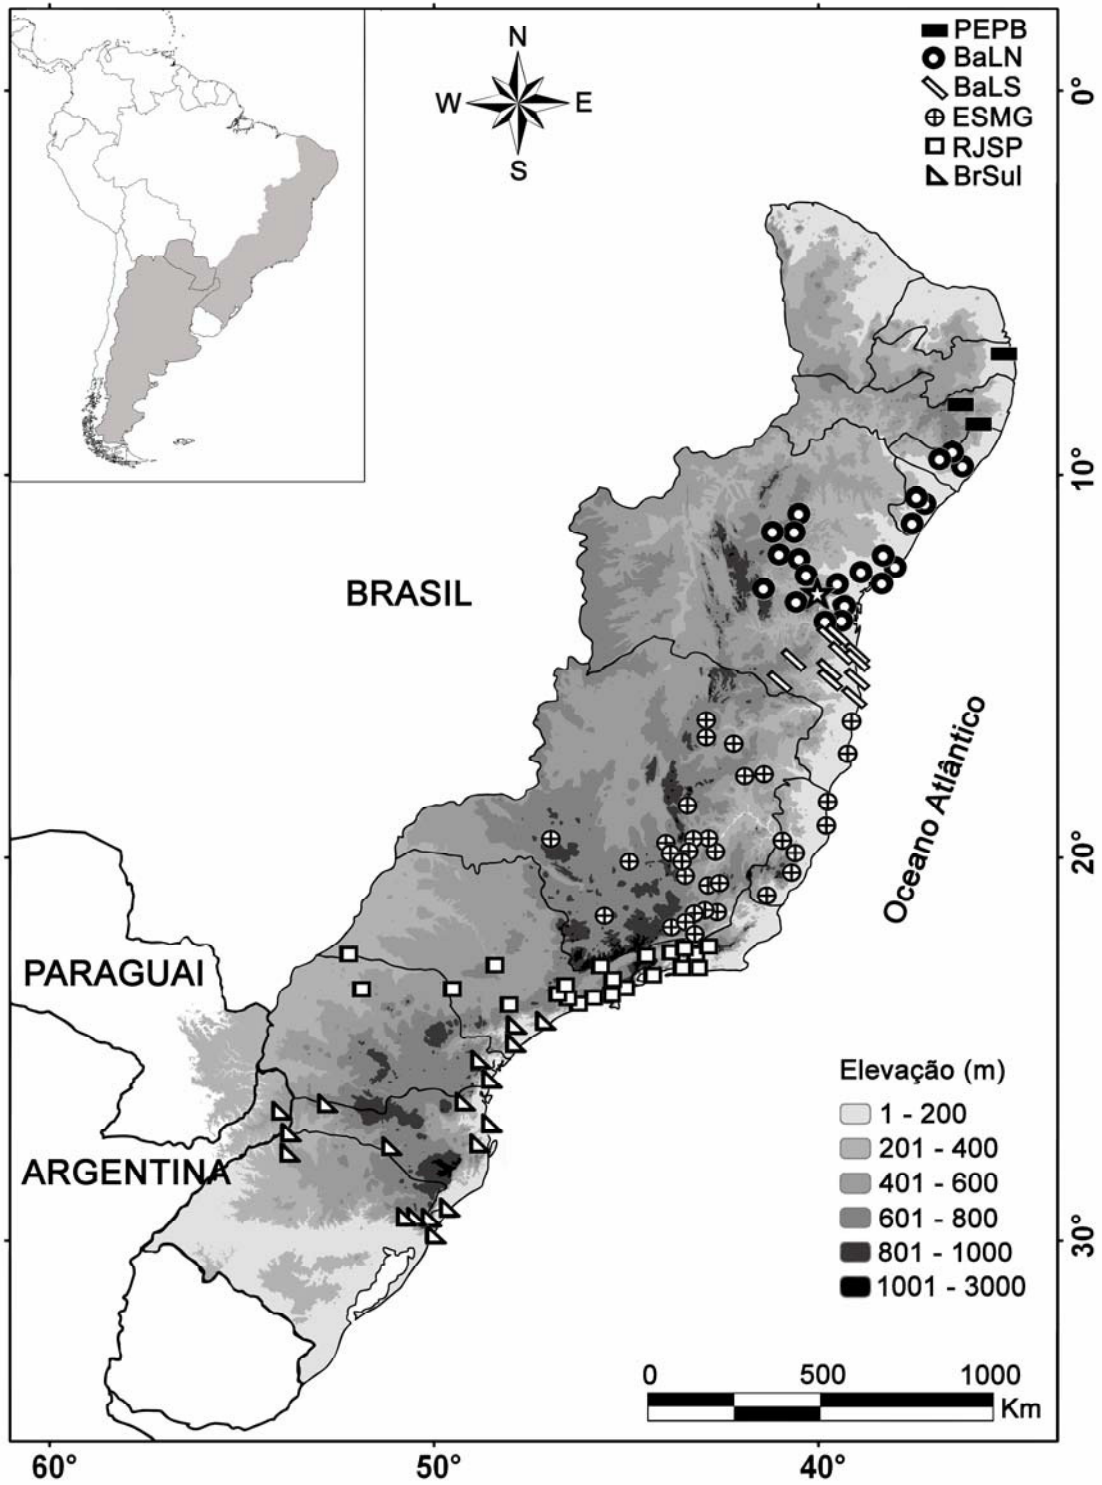 N
W E
S
PEPB
BaLN
BaLS
ESMG
RJSP
BrSul
0°
10°
20°
30°
BRASIL
Oceano Atlântico
PARAGUAI
ARGENTINA
Elevação (m)
1 - 200
201 - 400
401 - 600
601 - 800
801 - 1000
1001 - 3000
0 500 1000
Km
60° 50° 40°